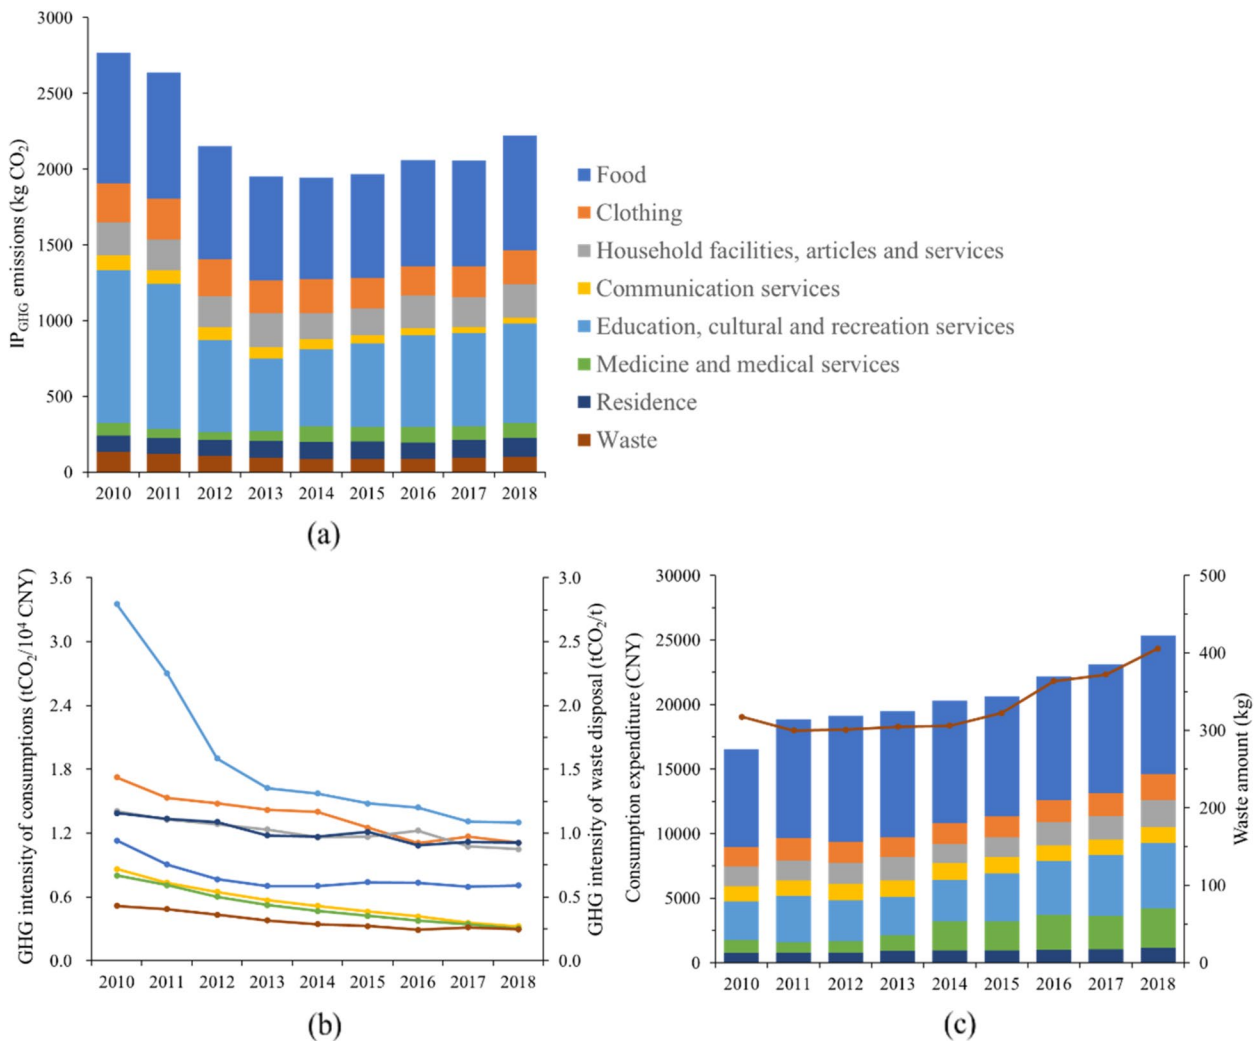 3000
2500
2000
1500
1000
500
0
IP_GHG emissions (kg CO₂)
2010 2011 2012 2013 2014 2015 2016 2017 2018
(a)
Food
Clothing
Household facilities, articles and services
Communication services
Education, cultural and recreation services
Medicine and medical services
Residence
Waste
GHG intensity of consumptions (tCO₂/10⁴ CNY)
3.6
3.0
2.4
1.8
1.2
0.6
0.0
3.0
2.5
2.0
1.5
1.0
0.5
0.0
GHG intensity of waste disposal (tCO₂/t)
2010 2011 2012 2013 2014 2015 2016 2017 2018
(b)
Consumption expenditure (CNY)
30000
25000
20000
15000
10000
5000
0
500
400
300
200
100
0
Waste amount (kg)
2010 2011 2012 2013 2014 2015 2016 2017 2018
(c)